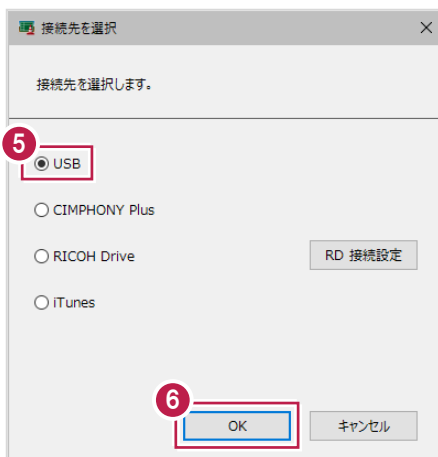 接続先を選択
接続先を選択します。
5
USB
CIMPHONY Plus
RICOH Drive
RD 接続設定
iTunes
6
OK
キャンセル